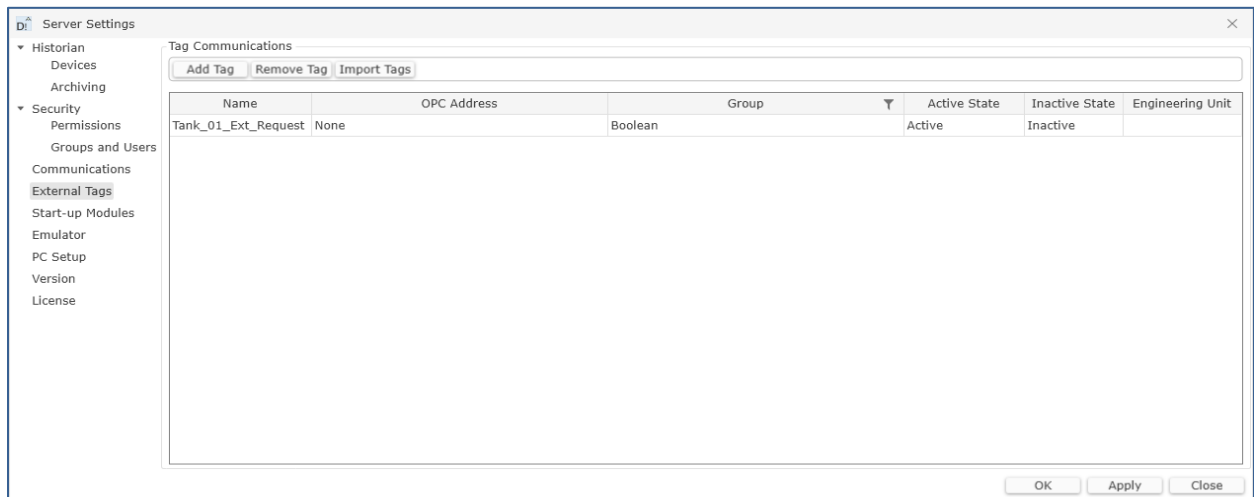 D! Server Settings
Historian
Devices
Archiving
Security
Permissions
Groups and Users
Communications
External Tags
Start-up Modules
Emulator
PC Setup
Version
License
Tag Communications
Add Tag Remove Tag Import Tags
Name OPC Address Group Active State Inactive State Engineering Unit
Tank_01_Ext_Request None Boolean Active Inactive
OK Apply Close